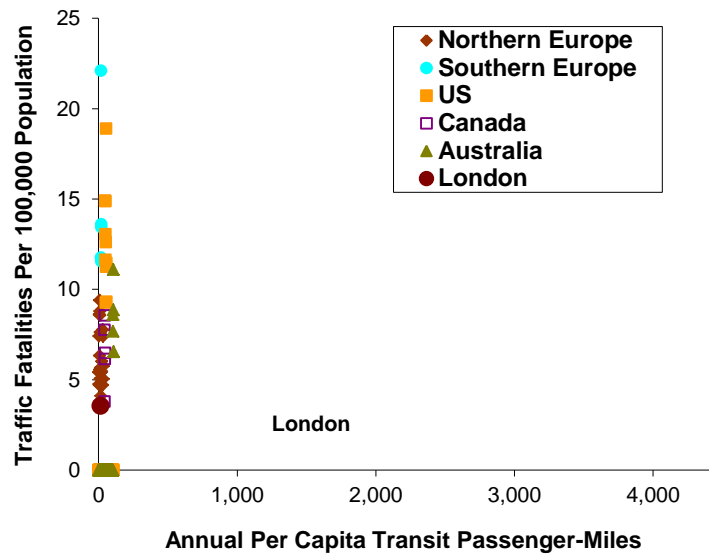 25
20
15
10
5
0
Traffic Fatalities Per 100,000 Population
Northern Europe
Southern Europe
US
Canada
Australia
London
London
0 1,000 2,000 3,000 4,000
Annual Per Capita Transit Passenger-Miles